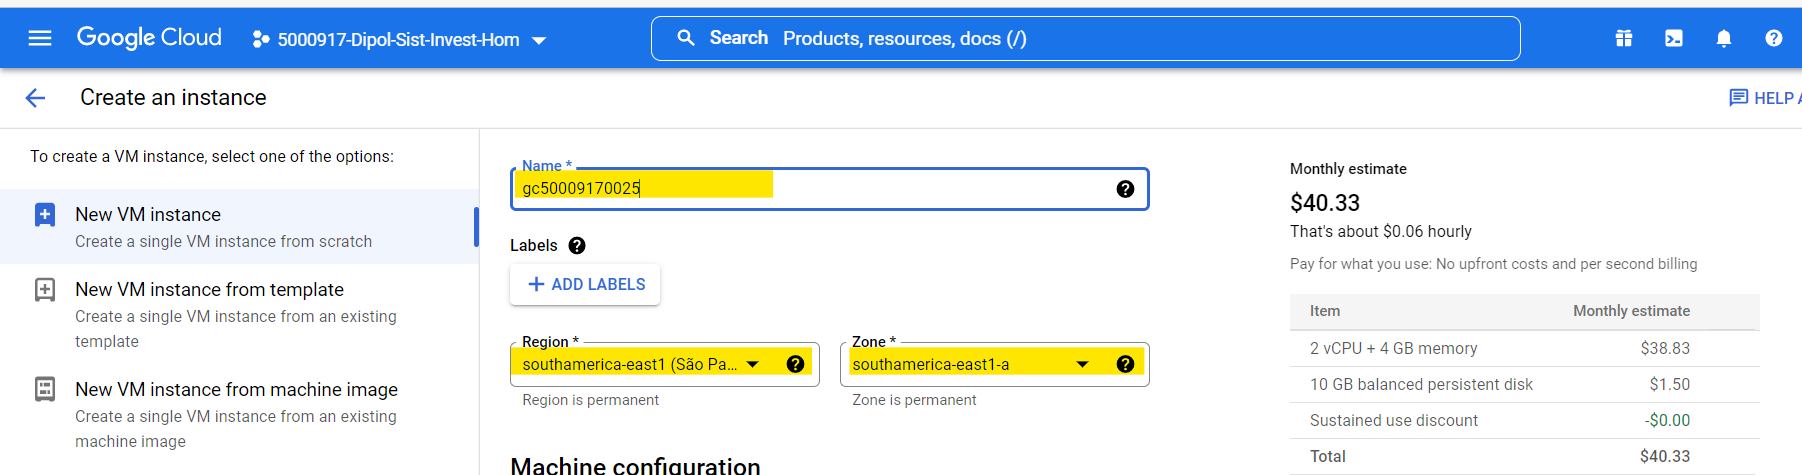 Google Cloud
5000917-Dipol-Sist-Invest-Hom
Search Products, resources, docs (/)
Create an instance
HELP A
To create a VM instance, select one of the options:
New VM instance
Create a single VM instance from scratch
New VM instance from template
Create a single VM instance from an existing
template
New VM instance from machine image
Create a single VM instance from an existing
machine image
Name *
gc50009170025
Labels
+ ADD LABELS
Region *
southamerica-east1 (São Pa...
Region is permanent
Zone *
southamerica-east1-a
Zone is permanent
Machine configuration
Monthly estimate
$40.33
That's about $0.06 hourly
Pay for what you use: No upfront costs and per second billing
Item Monthly estimate
2 vCPU + 4 GB memory $38.83
10 GB balanced persistent disk $1.50
Sustained use discount -$0.00
Total $40.33